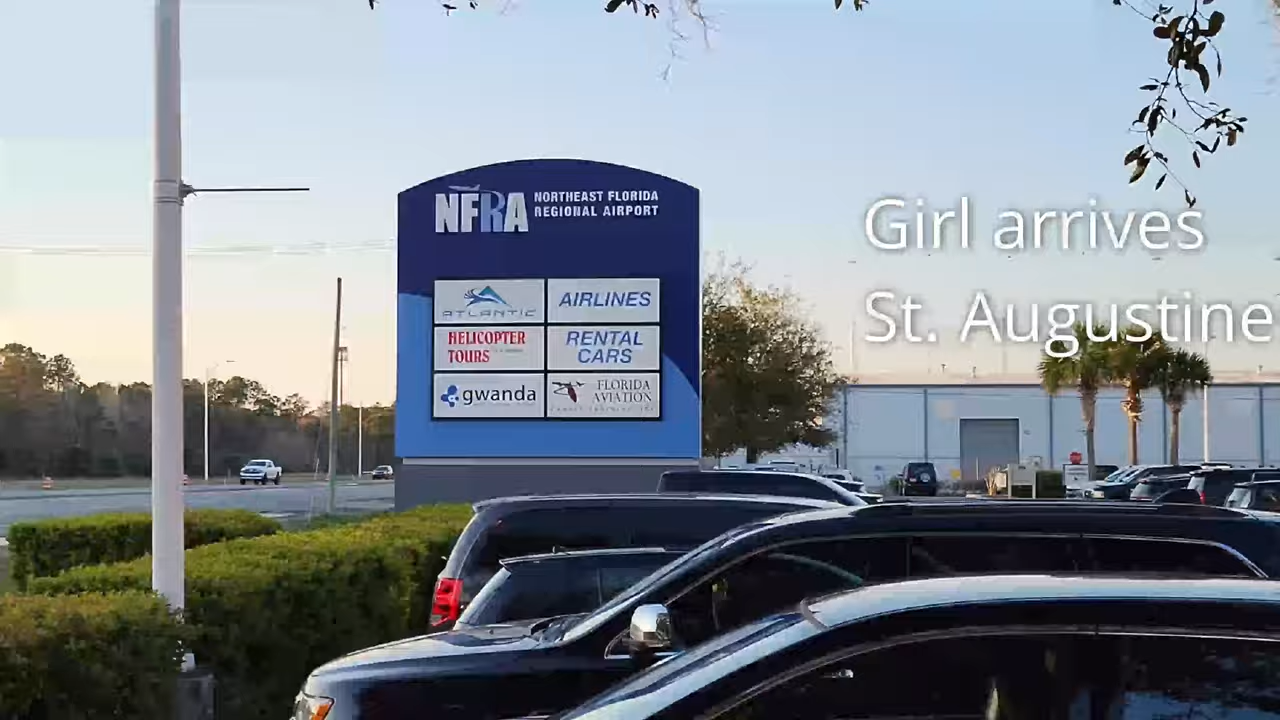 NFRA
NORTHEAST FLORIDA
REGIONAL AIRPORT
ATLANTIC
AIRLINES
HELICOPTER
TOURS
RENTAL
CARS
gwanda
FLORIDA
AVIATION
Girl arrives
St. Augustine